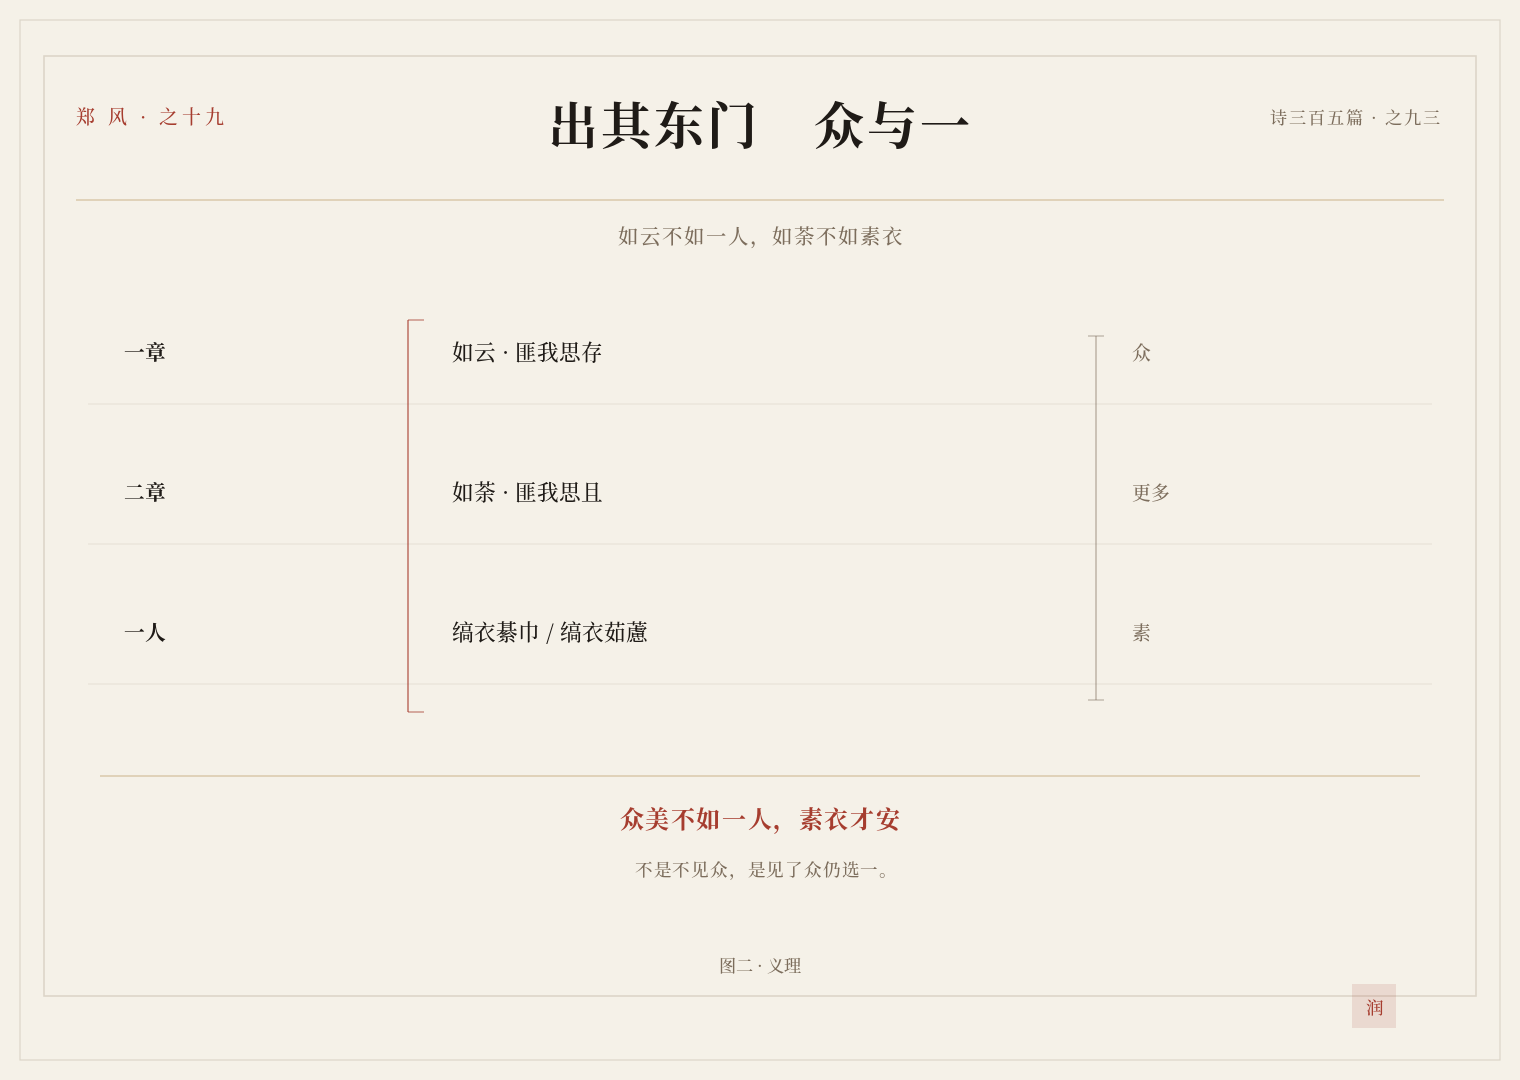 郑风·之十九
出其东门 众与一
诗三百五篇·之九三
如云不如一人，如荼不如素衣
一章 如云·匪我思存 众
二章 如荼·匪我思且 更多
一人 缟衣綦巾 / 缟衣茹藘 素
众美不如一人，素衣才安
不是不见众，是见了众仍选一。
图二·义理
润